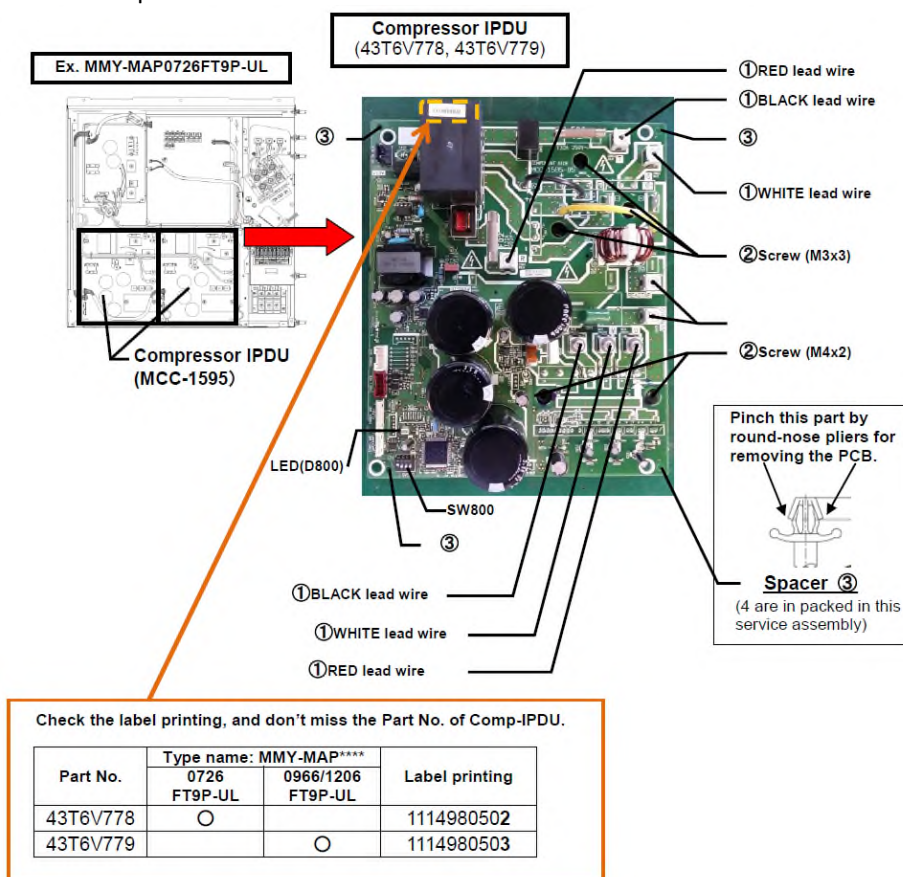 Compressor IPDU
(43T6V778, 43T6V779)
Ex. MMY-MAP0726FT9P-UL
①RED lead wire
①BLACK lead wire
③
③
①WHITE lead wire
②Screw (M3x3)
Compressor IPDU
(MCC-1595)
②Screw (M4x2)
Pinch this part by
round-nose pliers for
removing the PCB.
LED(D800)
SW800
③
Spacer ③
(4 are in packed in this
service assembly)
①BLACK lead wire
①WHITE lead wire
①RED lead wire
Check the label printing, and don't miss the Part No. of Comp-IPDU.
Part No.
Type name: MMY-MAP****
Label printing
0726
FT9P-UL
0966/1206
FT9P-UL
43T6V778 ○ 1114980502
43T6V779 ○ 1114980503